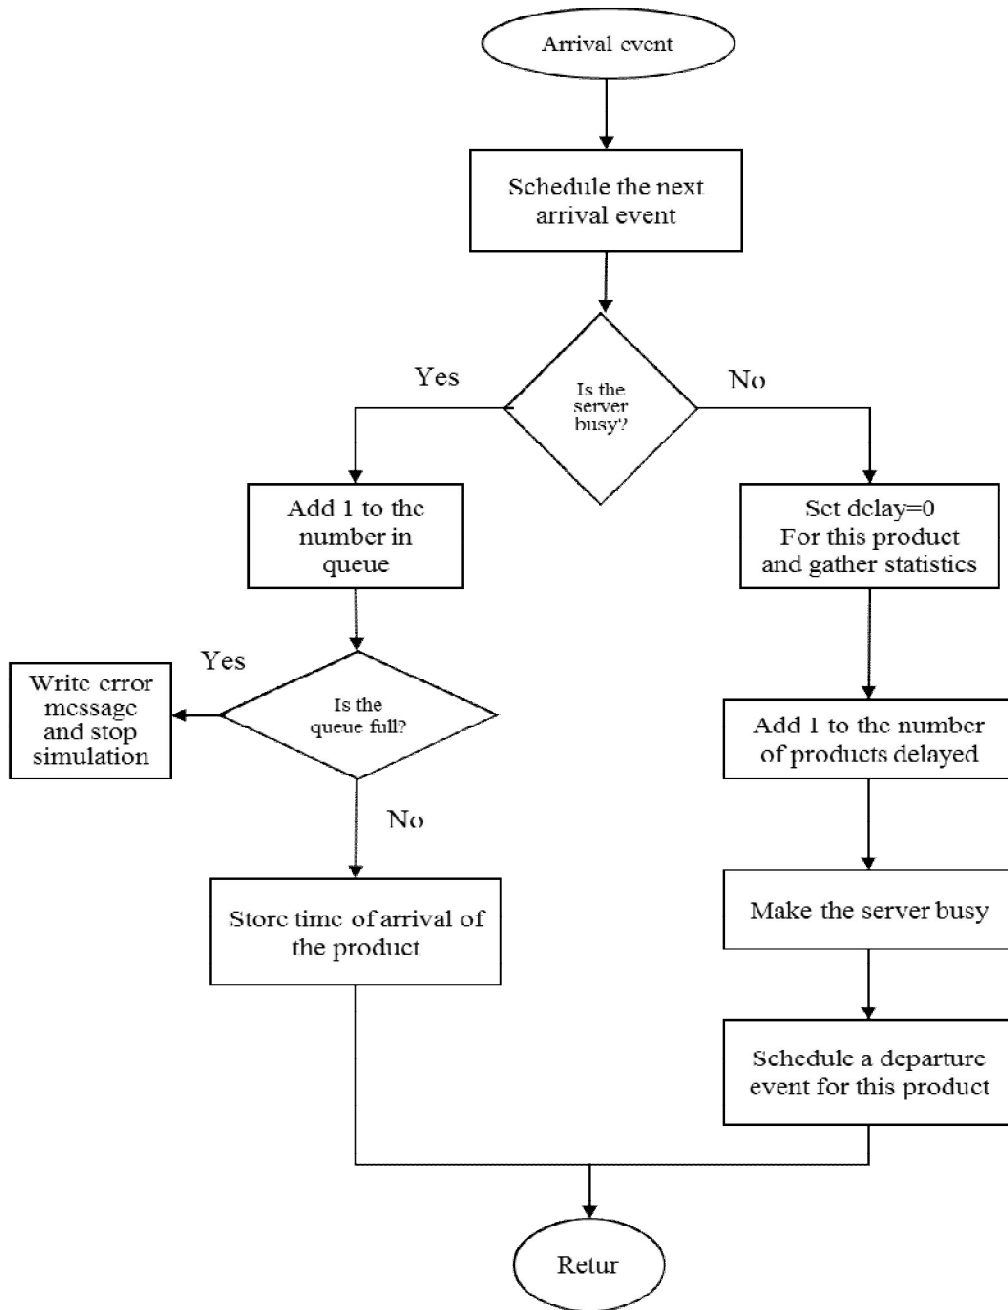 Arrival event
Schedule the next
arrival event
Yes
No
Is the
server
busy?
Add 1 to the
number in
queue
Set delay=0
For this product
and gather statistics
Yes
Write error
message
and stop
simulation
Is the
queue full?
Add 1 to the number
of products delayed
No
Store time of arrival of
the product
Make the server busy
Schedule a departure
event for this product
Retur